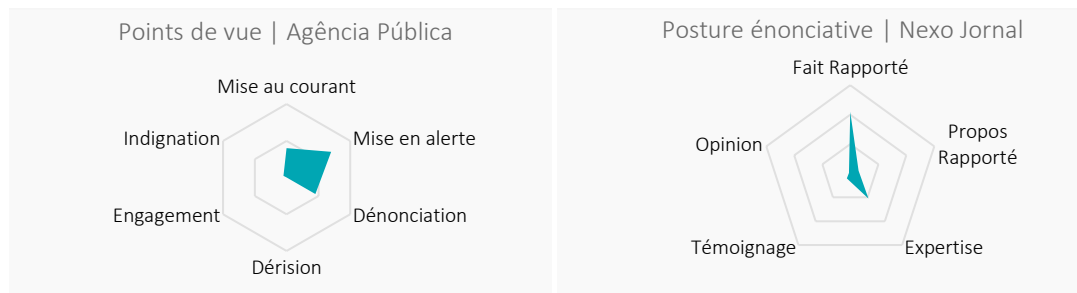 Points de vue | Agência Pública
Mise au courant
Indignation
Mise en alerte
Engagement
Dénonciation
Dérision
Posture énonciative | Nexo Jornal
Fait Rapporté
Opinion
Propos
Rapporté
Témoignage
Expertise